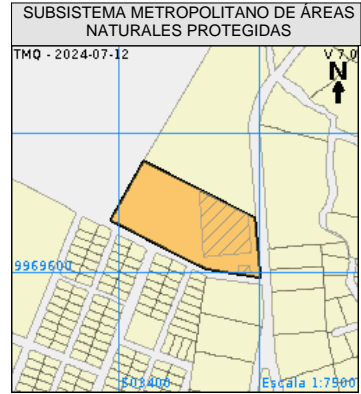 SUBSISTEMA METROPOLITANO DE ÁREAS
NATURALES PROTEGIDAS
TMQ - 2024-07-12
V 7.0
N
9969600
503400
Escala 1:7500